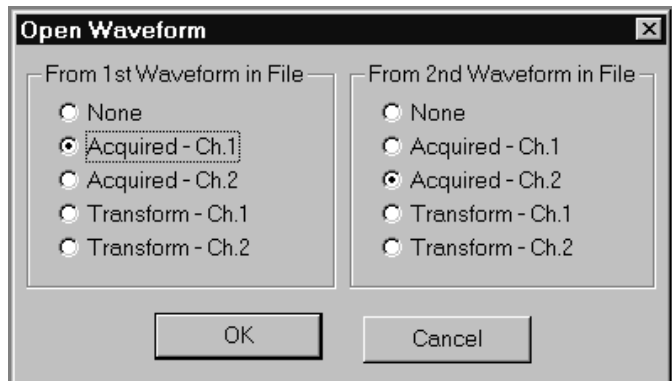 Open Waveform
From 1st Waveform in File
None
Acquired - Ch.1
Acquired - Ch.2
Transform - Ch.1
Transform - Ch.2
From 2nd Waveform in File
None
Acquired - Ch.1
Acquired - Ch.2
Transform - Ch.1
Transform - Ch.2
OK
Cancel